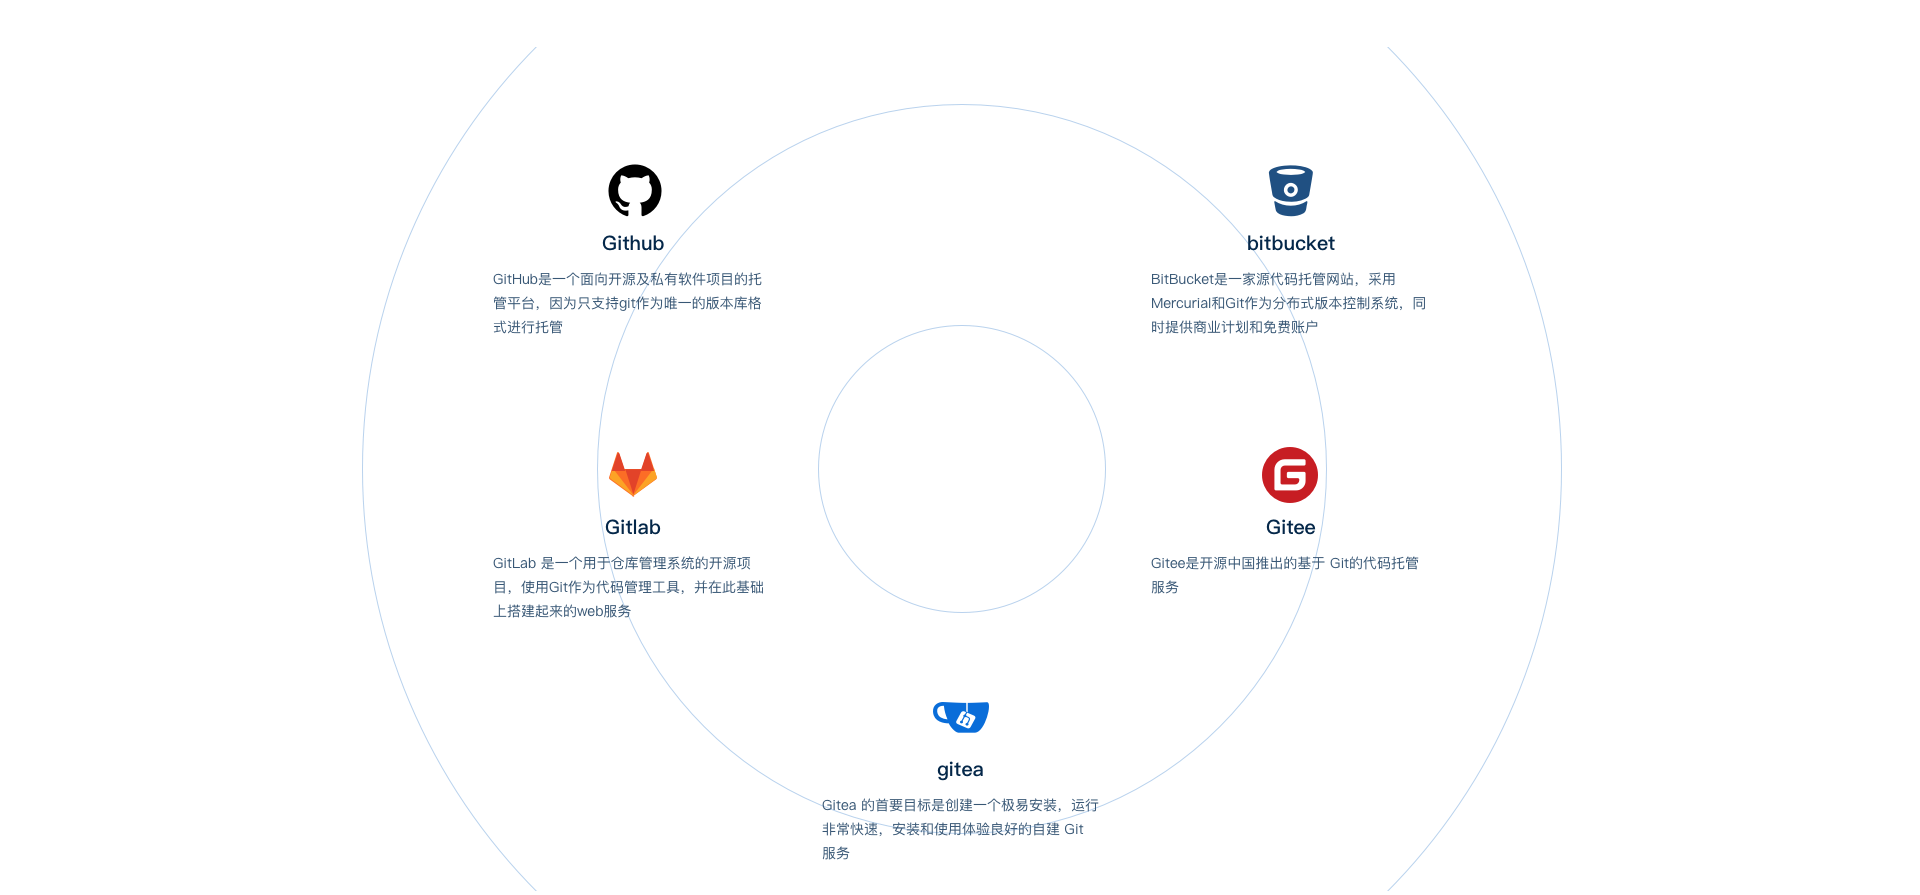 Github
GitHub是一个面向开源及私有软件项目的托
管平台，因为只支持git作为唯一的版本库格
式进行托管
bitbucket
BitBucket是一家源代码托管网站，采用
Mercurial和Git作为分布式版本控制系统，同
时提供商业计划和免费账户
Gitlab
GitLab 是一个用于仓库管理系统的开源项
目，使用Git作为代码管理工具，并在此基础
上搭建起来的web服务
Gitee
Gitee是开源中国推出的基于 Git的代码托管
服务
gitea
Gitea 的首要目标是创建一个极易安装，运行
非常快速，安装和使用体验良好的自建 Git
服务